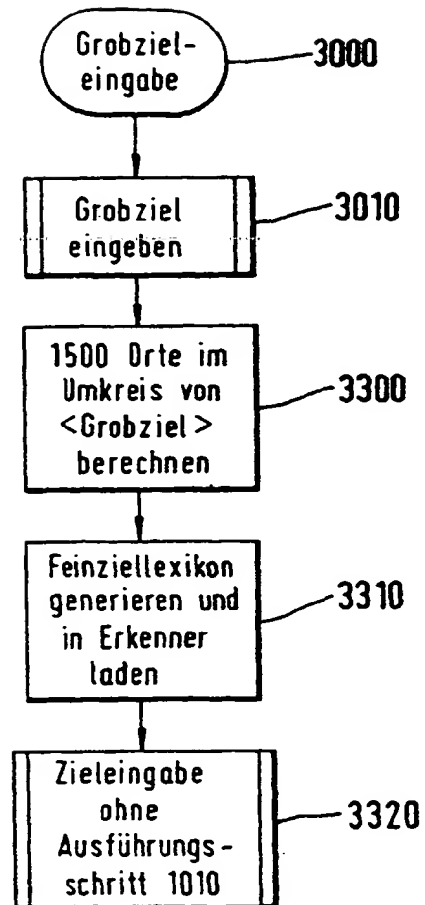 Grobziel-
eingabe
3000
Grobziel
eingeben
3010
1500 Orte im
Umkreis von
<Grobziel>
berechnen
3300
Feinziellexikon
generieren und
in Erkenner
laden
3310
Zieleingabe
ohne
Ausführungs-
schritt 1010
3320